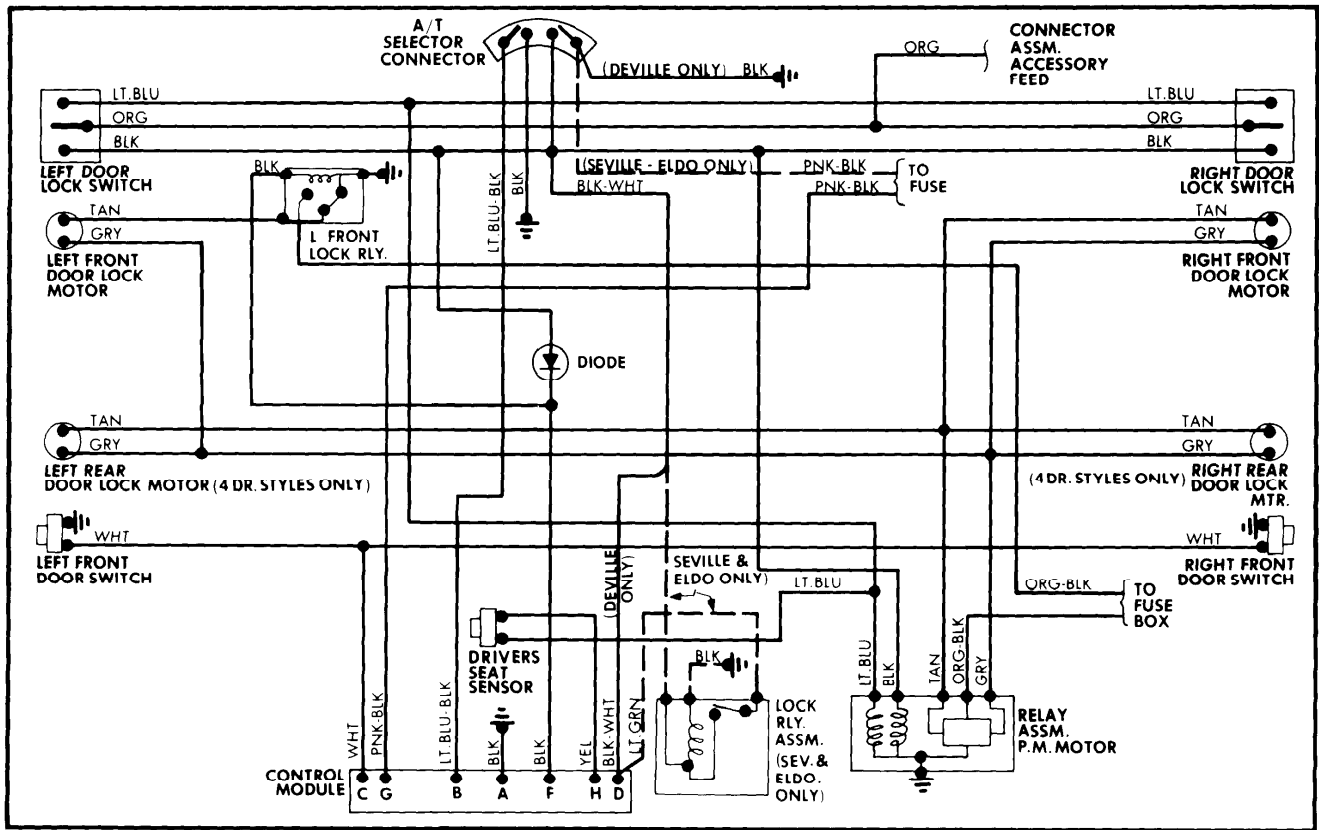 A/T
SELECTOR
CONNECTOR
(DEVILLE ONLY)
BLK
ORG
CONNECTOR
ASSM.
ACCESSORY
FEED
LT.BLU
ORG
BLK
LEFT DOOR
LOCK SWITCH
LT.BLU
ORG
BLK
RIGHT DOOR
LOCK SWITCH
BLK
L FRONT
LOCK RLY.
LT.BLU-BLK
BLK
(SEVILLE - ELDO ONLY)
BLK-WHT
PNK-BLK
PNK-BLK
TO
FUSE
TAN
GRY
LEFT FRONT
DOOR LOCK
MOTOR
TAN
GRY
RIGHT FRONT
DOOR LOCK
MOTOR
DIODE
TAN
GRY
LEFT REAR
DOOR LOCK MOTOR (4 DR. STYLES ONLY)
TAN
GRY
(4 DR. STYLES ONLY)
RIGHT REAR
DOOR LOCK
MTR.
WHT
LEFT FRONT
DOOR SWITCH
WHT
RIGHT FRONT
DOOR SWITCH
(DEVILLE
ONLY)
SEVILLE &
ELDO ONLY)
LT.BLU
ORG-BLK
TO
FUSE
BOX
DRIVERS
SEAT
SENSOR
BLK
LT.BLU
BLK
TAN
ORG-BLK
GRY
LOCK
RLY.
ASSM.
(SEV. &
ELDO.
ONLY)
RELAY
ASSM.
P.M. MOTOR
WHT
PNK-BLK
LT.BLU-BLK
BLK
BLK
YEL
BLK-WHT
LT.GRN
CONTROL
MODULE
C G B A F H D